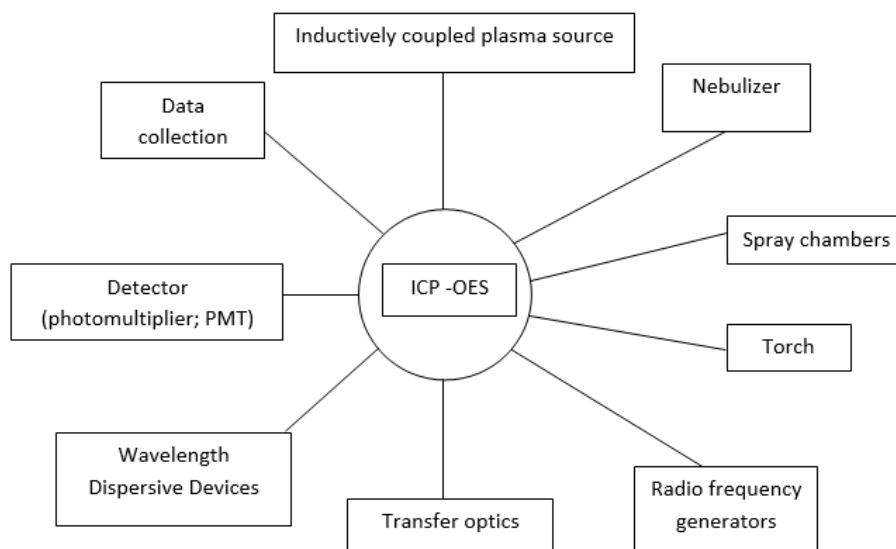 Inductively coupled plasma source
Nebulizer
Data
collection
Spray chambers
ICP -OES
Detector
(photomultiplier; PMT)
Torch
Wavelength
Dispersive Devices
Radio frequency
generators
Transfer optics